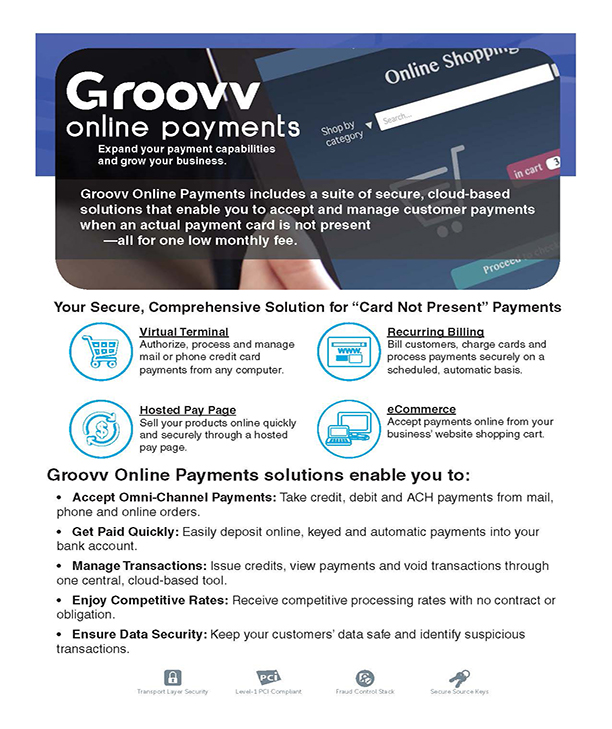 Groovv
online payments
Expand your payment capabilities
and grow your business.
Online Shopping
Shop by
category
Search...
in cart 3
Proceed to check
Groovv Online Payments includes a suite of secure, cloud-based
solutions that enable you to accept and manage customer payments
when an actual payment card is not present
—all for one low monthly fee.
Your Secure, Comprehensive Solution for “Card Not Present” Payments
Virtual Terminal
Authorize, process and manage
mail or phone credit card
payments from any computer.
Recurring Billing
Bill customers, charge cards and
process payments securely on a
scheduled, automatic basis.
WWW.
Hosted Pay Page
Sell your products online quickly
and securely through a hosted
pay page.
$
eCommerce
Accept payments online from your
business’ website shopping cart.
Groovv Online Payments solutions enable you to:
• Accept Omni-Channel Payments: Take credit, debit and ACH payments from mail,
phone and online orders.
• Get Paid Quickly: Easily deposit online, keyed and automatic payments into your
bank account.
• Manage Transactions: Issue credits, view payments and void transactions through
one central, cloud-based tool.
• Enjoy Competitive Rates: Receive competitive processing rates with no contract or
obligation.
• Ensure Data Security: Keep your customers’ data safe and identify suspicious
transactions.
PCI
Transport Layer Security
Level-1 PCI Compliant
Fraud Control Stack
Secure Source Keys